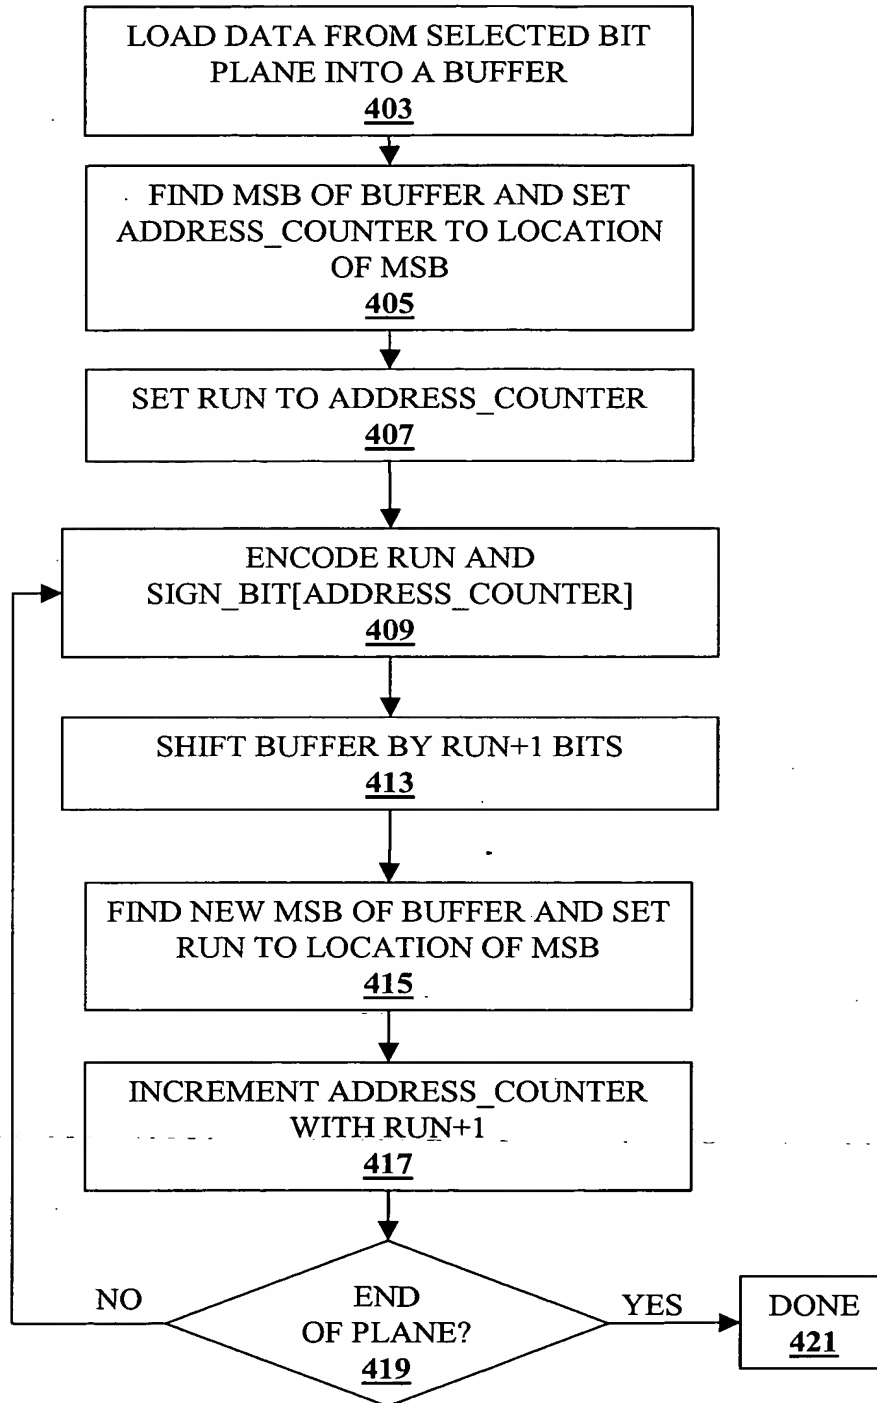 LOAD DATA FROM SELECTED BIT
PLANE INTO A BUFFER
403
FIND MSB OF BUFFER AND SET
ADDRESS_COUNTER TO LOCATION
OF MSB
405
SET RUN TO ADDRESS_COUNTER
407
ENCODE RUN AND
SIGN_BIT[ADDRESS_COUNTER]
409
SHIFT BUFFER BY RUN+1 BITS
413
FIND NEW MSB OF BUFFER AND SET
RUN TO LOCATION OF MSB
415
INCREMENT ADDRESS_COUNTER
WITH RUN+1
417
NO
END
OF PLANE?
419
YES
DONE
421